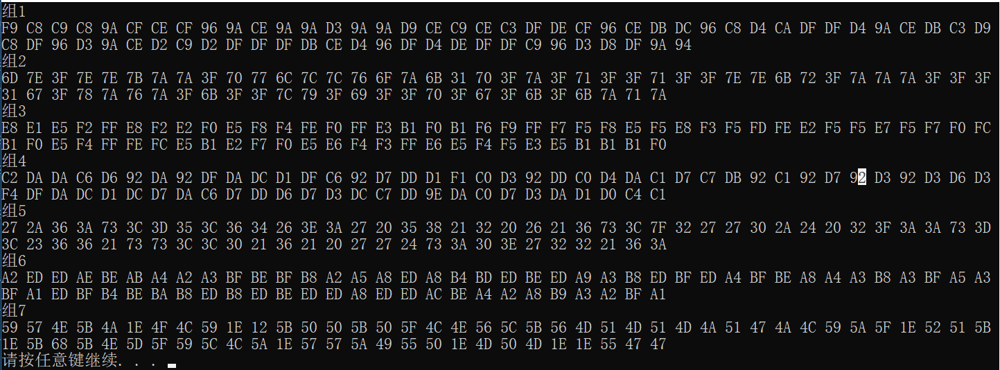 组1
F9 C8 C9 C8 9A CF CE CF 96 9A CE 9A 9A D3 9A 9A D9 CE C9 CE C3 DF DE CF 96 CE DB DC 96 C8 D4 CA DF DF D4 9A CE DB C3 D9
C8 DF 96 D3 9A CE D2 C9 D2 DF DF DF DB CE D4 96 DF D4 DE DF DF C9 96 D3 D8 DF 9A 94
组2
6D 7E 3F 7E 7E 7B 7A 7A 3F 70 77 6C 7C 7C 76 6F 7A 6B 31 70 3F 7A 3F 71 3F 3F 71 3F 3F 7E 7E 6B 72 3F 7A 7A 7A 3F 3F 3F
31 67 3F 78 7A 76 7A 3F 6B 3F 3F 7C 79 3F 69 3F 3F 70 3F 67 3F 6B 3F 6B 7A 71 7A
组3
E8 E1 E5 F2 FF E8 F2 E2 F0 E5 F8 F4 FE F0 FF E3 B1 F0 B1 F6 F9 FF F7 F5 F8 E5 F5 E8 F3 F5 FD FE E2 F5 F5 E7 F5 F7 F0 FC
B1 F0 E5 F4 FF FE FC E5 B1 E2 F7 F0 E5 E6 F4 F3 FF E6 E5 F4 F5 E3 E5 B1 B1 B1 F0
组4
C2 DA DA C6 D6 92 DA 92 DF DA DC D1 DF C6 92 D7 DD D1 F1 C0 D3 92 DD C0 D4 DA C1 D7 C7 DB 92 C1 92 D7 92 D3 92 D3 D6 D3
F4 DF DA DC D1 DC D7 DA C6 D7 DD D6 D7 D3 DC C7 DD 9E DA C0 D7 D3 DA D1 D0 C4 C1
组5
27 2A 36 3A 73 3C 3D 35 3C 36 34 26 3E 3A 27 20 35 38 21 32 20 26 21 36 73 3C 7F 32 27 27 30 2A 24 20 32 3F 3A 3A 73 3D
3C 23 36 36 21 73 73 3C 3C 30 21 36 21 20 27 27 24 73 3A 30 3E 27 32 32 21 36 3A
组6
A2 ED ED AE BE AB A4 A2 A3 BF BE BF B8 A2 A5 A8 ED A8 B4 BD ED BE ED A9 A3 B8 ED BF ED A4 BF BE A8 A4 A3 B8 A3 BF A5 A3
BF A1 ED BF B4 BE BA B8 ED B8 ED BE ED ED A8 ED ED AC BE A4 A2 A8 B9 A3 A2 BF A1
组7
59 57 4E 5B 4A 1E 4F 4C 59 1E 12 5B 50 50 5B 50 5F 4C 4E 56 5C 5B 56 4D 51 4D 51 4D 4A 51 47 4A 4C 59 5A 5F 1E 52 51 5B
1E 5B 68 5B 4E 5D 5F 59 5C 4C 5A 1E 57 57 5A 49 55 50 1E 4D 50 4D 1E 1E 55 47 47
请按任意键继续. . .